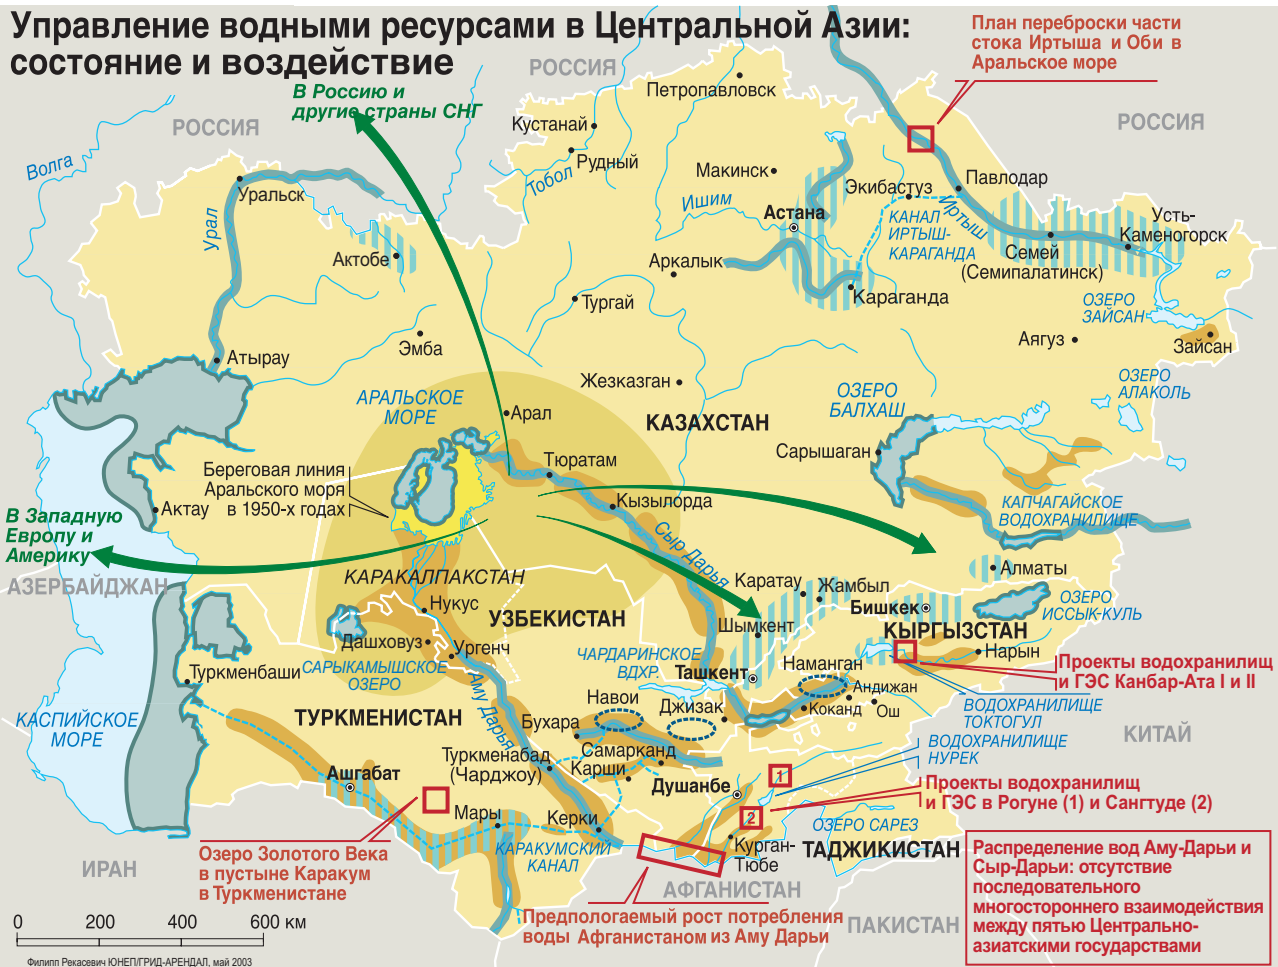 Управление водными ресурсами в Центральной Азии:
состояние и воздействие
План переброски части
стока Иртыша и Оби в
Аральское море
РОССИЯ
В Россию и
другие страны СНГ
РОССИЯ
РОССИЯ
Волга
Петропавловск
Кустанай
Рудный
Тобол
Макинск
Ишим
Астана
Экибастуз
Павлодар
Иртыш
КАНАЛ
ИРТЫШ-
КАРАГАНДА
Усть-
Каменогорск
Семей
(Семипалатинск)
Уральск
Урал
Актобе
Аркалык
Караганда
ОЗЕРО
ЗАЙСАН
Зайсан
Аягуз
Тургай
Эмба
Атырау
Жезказган
АРАЛЬСКОЕ
МОРЕ
Арал
КАЗАХСТАН
ОЗЕРО
БАЛХАШ
ОЗЕРО
АЛАКОЛЬ
Сарышаган
Береговая линия
Аральского моря
в 1950-х годах
Тюратам
Кызылорда
Актау
В Западную
Европу и
Америку
КАПЧАГАЙСКОЕ
ВОДОХРАНИЛИЩЕ
Сыр Дарья
АЗЕРБАЙДЖАН
КАРАКАЛПАКСТАН
Нукус
УЗБЕКИСТАН
Каратау
Жамбыл
Алматы
Бишкек
ОЗЕРО
ИССЫК-КУЛЬ
Шымкент
КЫРГЫЗСТАН
Дашховуз
Ургенч
САРЫКАМЫШСКОЕ
ОЗЕРО
ЧАРДАРИНСКОЕ
ВДХР.
Ташкент
Наманган
Нарын
Проекты водохранилищ
и ГЭС Канбар-Ата I и II
Туркменбаши
Андижан
Коканд
Ош
ВОДОХРАНИЛИЩЕ
ТОКТОГУЛ
КАСПИЙСКОЕ
МОРЕ
ТУРКМЕНИСТАН
Аму Дарья
Навои
Бухара
Джизак
КИТАЙ
ВОДОХРАНИЛИЩЕ
НУРЕК
Туркменабад
(Чарджоу)
Самарканд
Карши
Ашгабат
Душанбе
1
2
Проекты водохранилищ
и ГЭС в Рогуне (1) и Сангтуде (2)
Мары
Керки
ОЗЕРО САРЕЗ
КАРАКУМСКИЙ
КАНАЛ
Курган-
Тюбе
ТАДЖИКИСТАН
ИРАН
Озеро Золотого Века
в пустыне Каракум
в Туркменистане
АФГАНИСТАН
ПАКИСТАН
Предпологаемый рост потребления
воды Афганистаном из Аму Дарьи
Распределение вод Аму-Дарьи и
Сыр-Дарьи: отсутствие
последовательного
многостороннего взаимодействия
между пятью Центрально-
азиатскими государствами
0 200 400 600 км
Филипп Рекасевич ЮНЕП/ГРИД-АРЕНДАЛ, май 2003